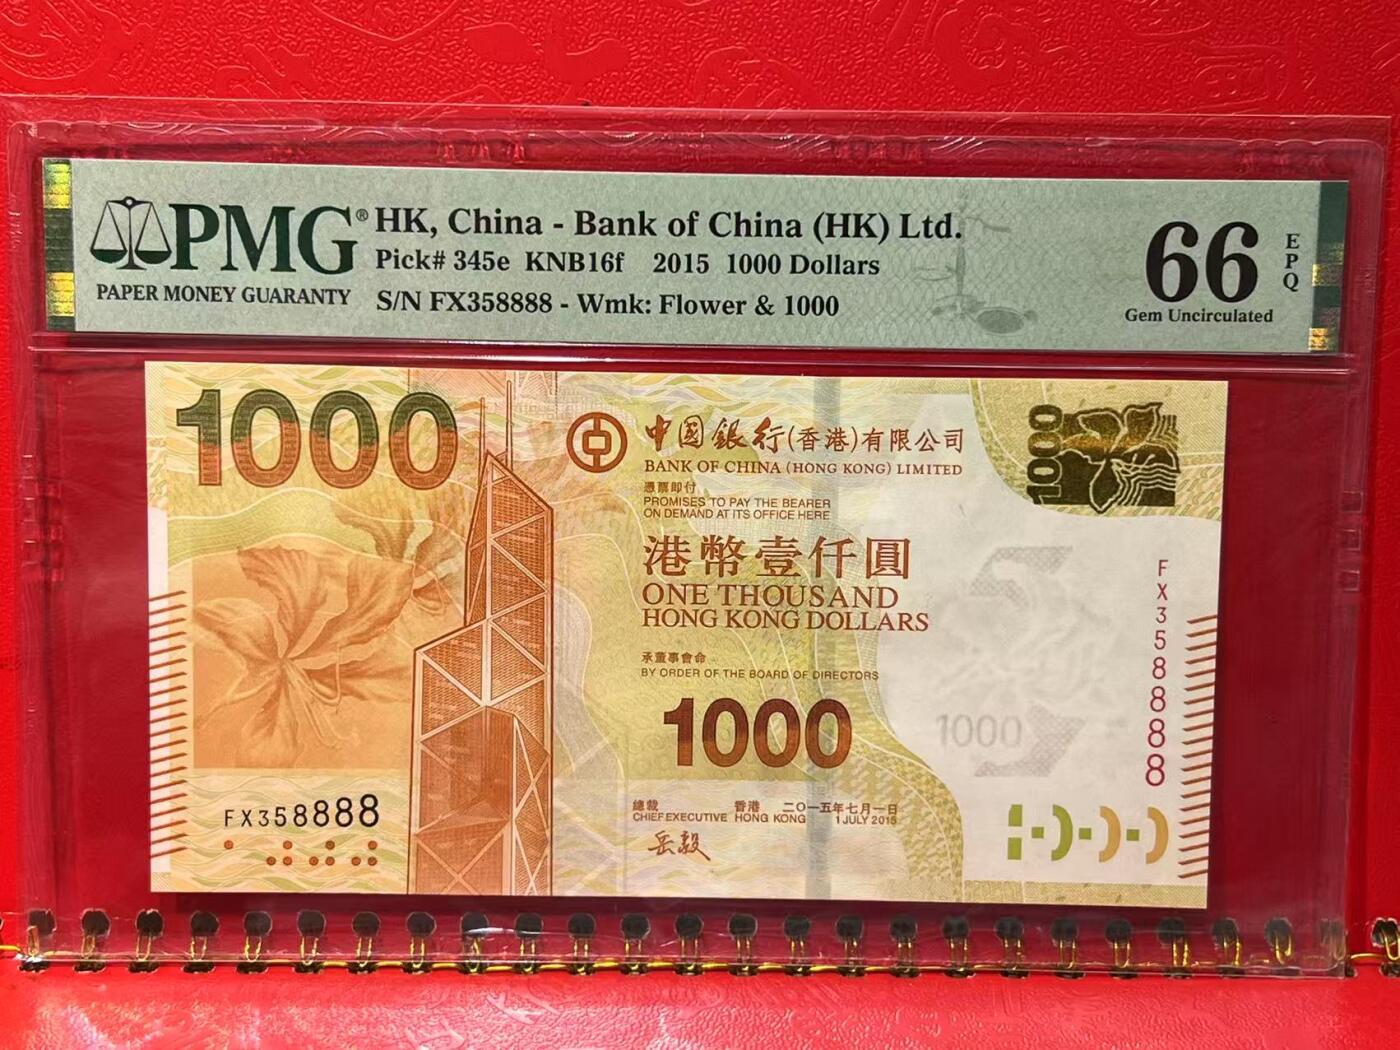 PMG®
PAPER MONEY GUARANTY
HK, China - Bank of China (HK) Ltd.
Pick# 345e KNB16f 2015 1000 Dollars
S/N FX358888 - Wmk: Flower & 1000
66
EPQ
Gem Uncirculated
1000
中國銀行(香港)有限公司
BANK OF CHINA (HONG KONG) LIMITED
憑票即付
PROMISES TO PAY THE BEARER
ON DEMAND AT ITS OFFICE HERE
港幣壹仟圓
ONE THOUSAND
HONG KONG DOLLARS
承董事會命
BY ORDER OF THE BOARD OF DIRECTORS
1000
總裁 香港 二〇一五年七月一日
CHIEF EXECUTIVE HONG KONG 1 JULY 2015
岳毅
FX358888
1000
1000
FX358888
1000